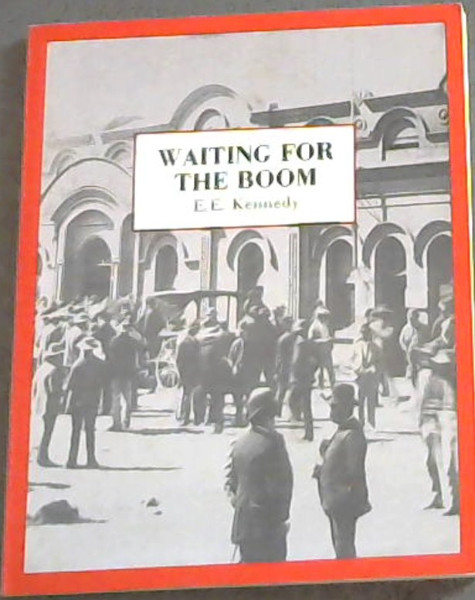 WAITING FOR
THE BOOM
E. E. Kennedy